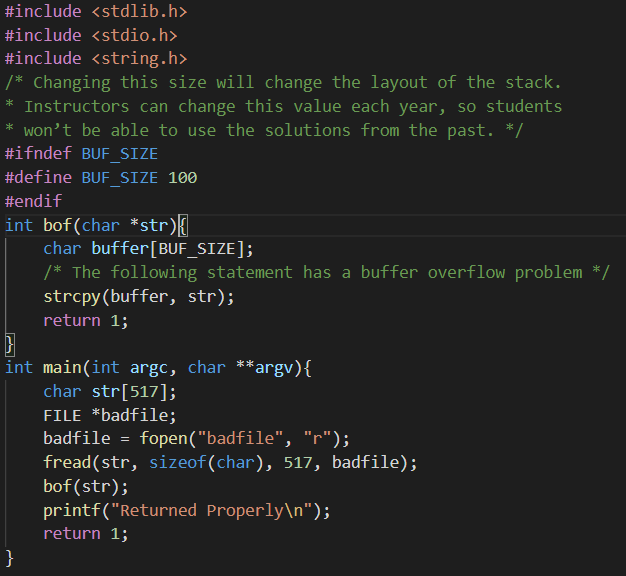 #include <stdlib.h>
#include <stdio.h>
#include <string.h>
/* Changing this size will change the layout of the stack.
* Instructors can change this value each year, so students
* won’t be able to use the solutions from the past. */
#ifndef BUF_SIZE
#define BUF_SIZE 100
#endif
int bof(char *str){
    char buffer[BUF_SIZE];
    /* The following statement has a buffer overflow problem */
    strcpy(buffer, str);
    return 1;
}
int main(int argc, char **argv){
    char str[517];
    FILE *badfile;
    badfile = fopen("badfile", "r");
    fread(str, sizeof(char), 517, badfile);
    bof(str);
    printf("Returned Properly\n");
    return 1;
}